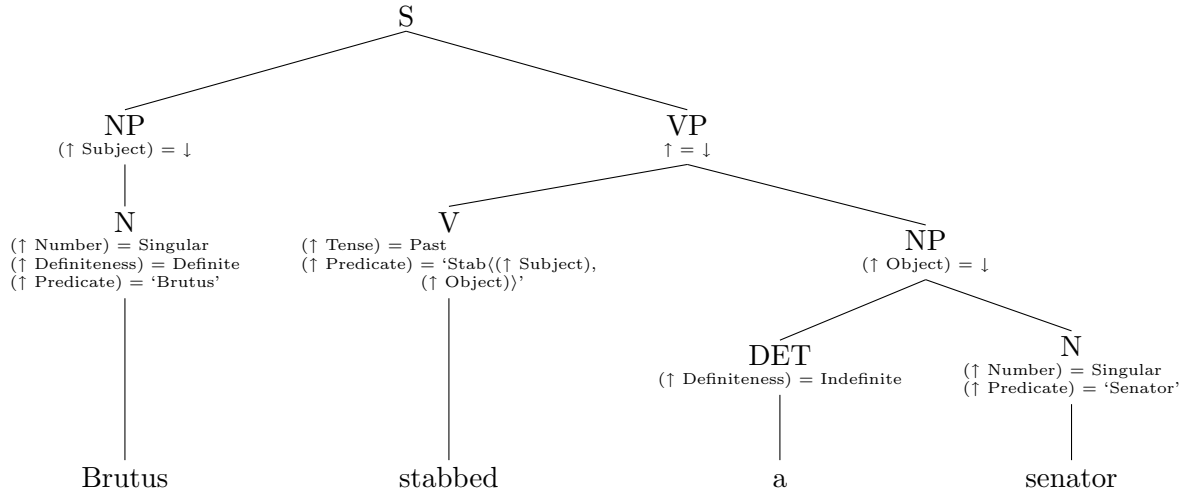 S
NP
(↑ Subject) = ↓
VP
↑ = ↓
N
(↑ Number) = Singular
(↑ Definiteness) = Definite
(↑ Predicate) = ‘Brutus’
V
(↑ Tense) = Past
(↑ Predicate) = ‘Stab⟨(↑ Subject),
(↑ Object)⟩’
NP
(↑ Object) = ↓
DET
(↑ Definiteness) = Indefinite
N
(↑ Number) = Singular
(↑ Predicate) = ‘Senator’
Brutus stabbed a senator